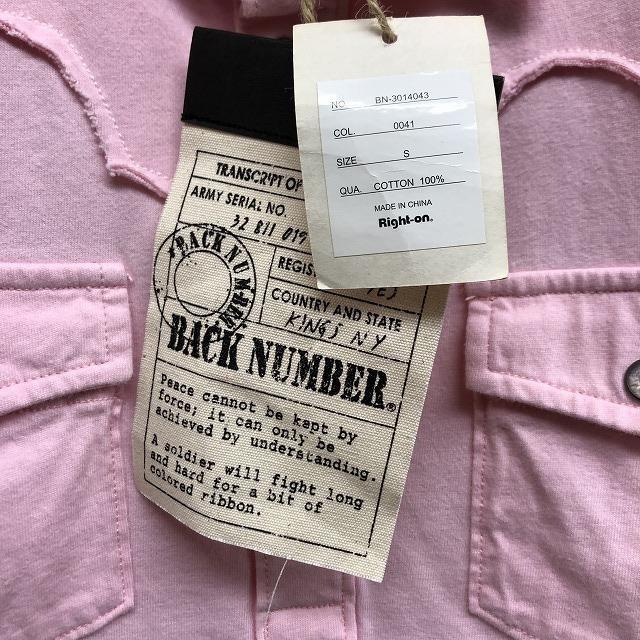 NO. BN-3014043
COL. 0041
SIZE S
QUA. COTTON 100%
MADE IN CHINA
Right-on.
TRANSCRIPT OF
ARMY SERIAL NO.
32 811 019
BACK NUMBER
COUNTRY AND STATE
KINGS NY
BACK NUMBER®
Peace cannot be kept by
force; it can only be
achieved by understanding.
A soldier will fight long
and hard for a bit of
colored ribbon.